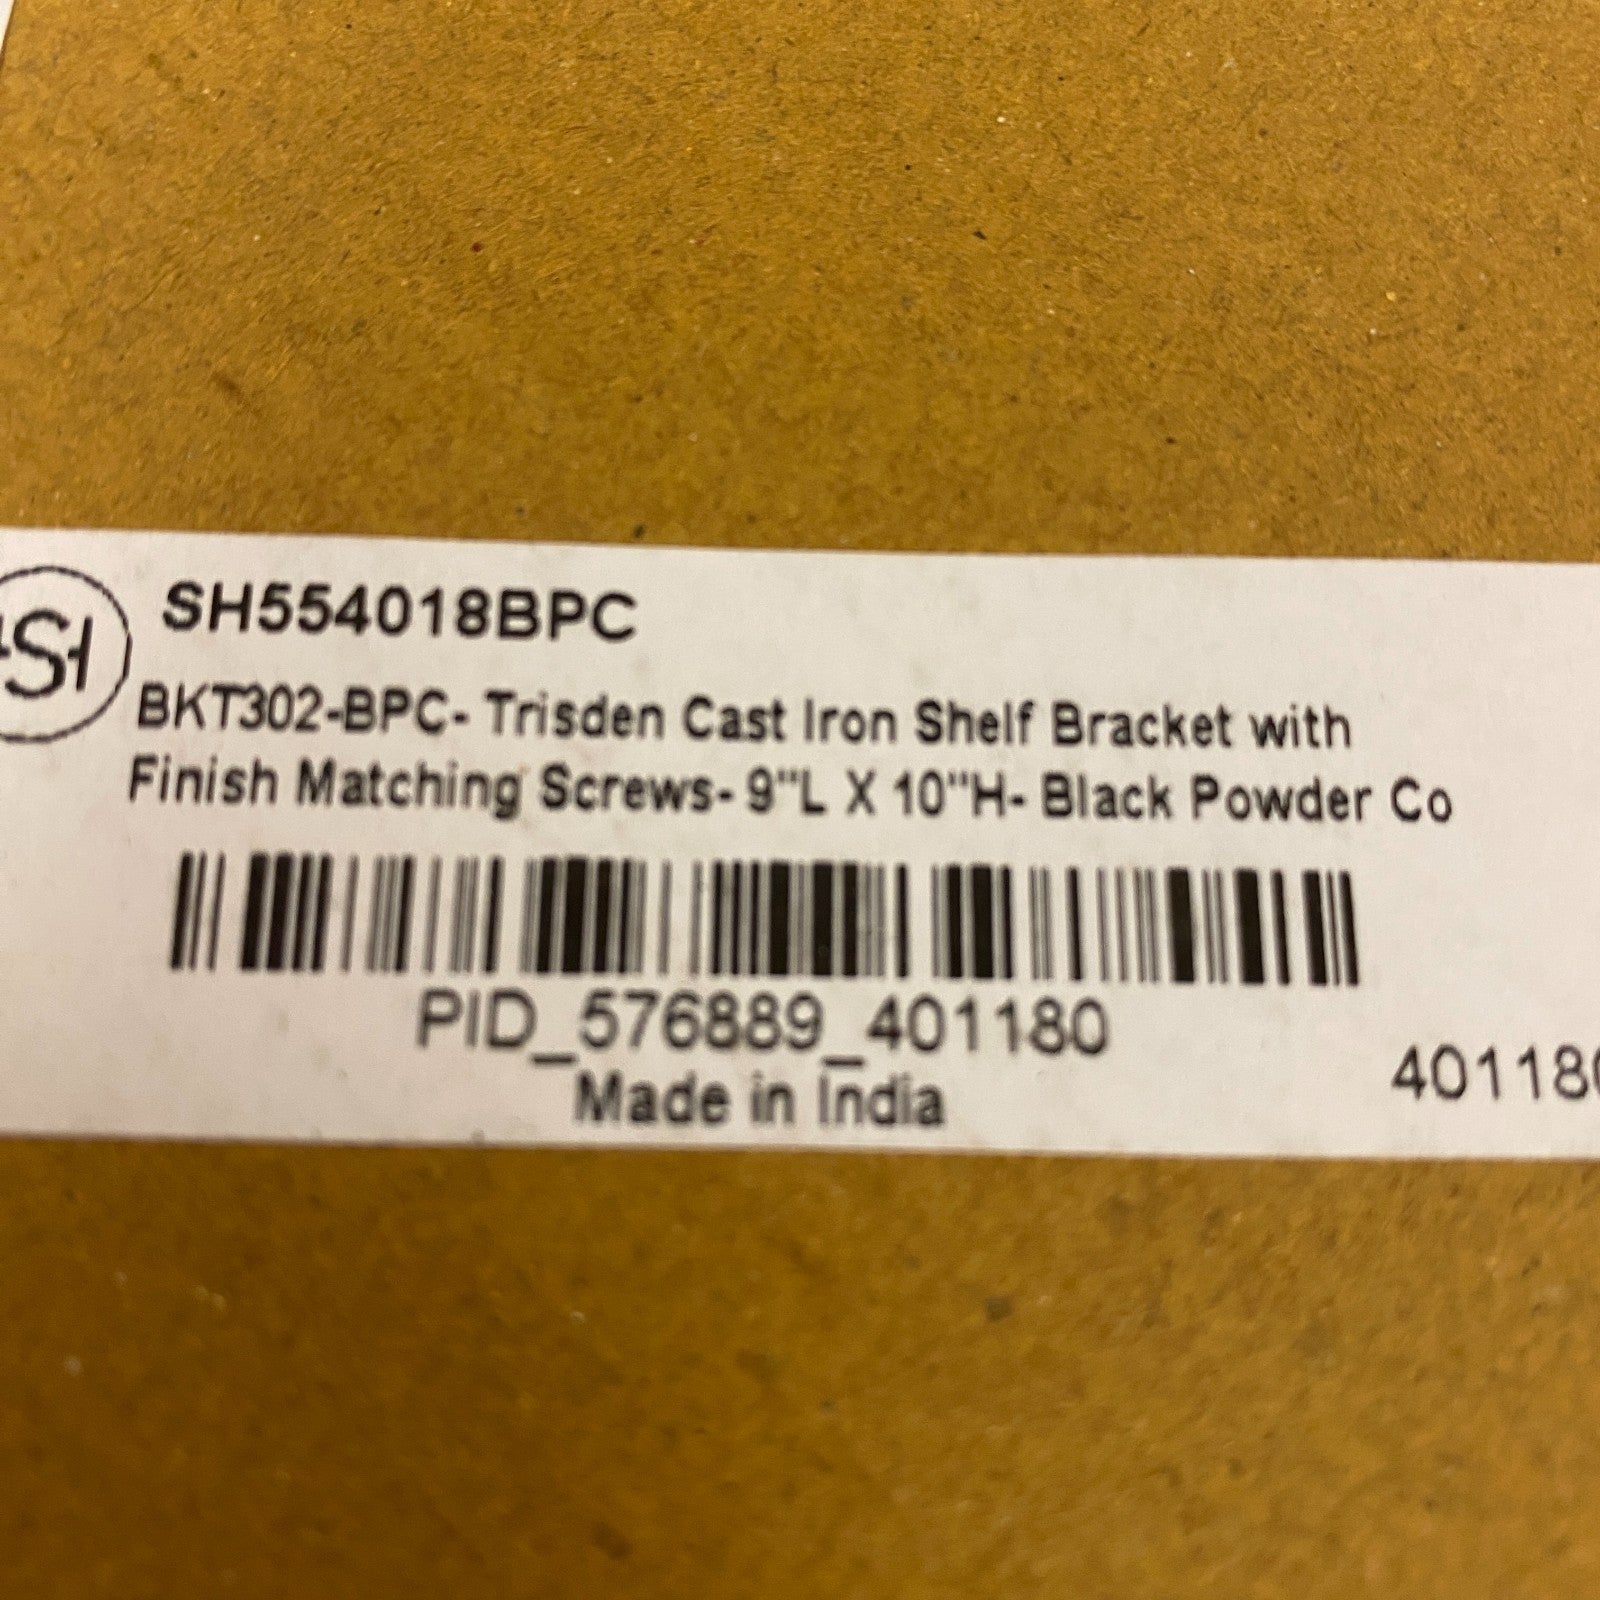 SH554018BPC
BKT302-BPC- Trisden Cast Iron Shelf Bracket with
Finish Matching Screws- 9"L X 10"H- Black Powder Co
PID_576889_401180
Made in India
401180